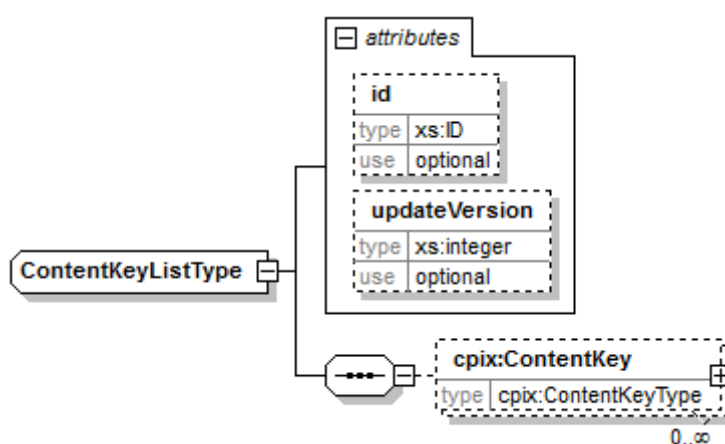 attributes
id
type xs:ID
use optional
updateVersion
type xs:integer
use optional
ContentKeyListType
cpix:ContentKey
type cpix:ContentKeyType
0..∞